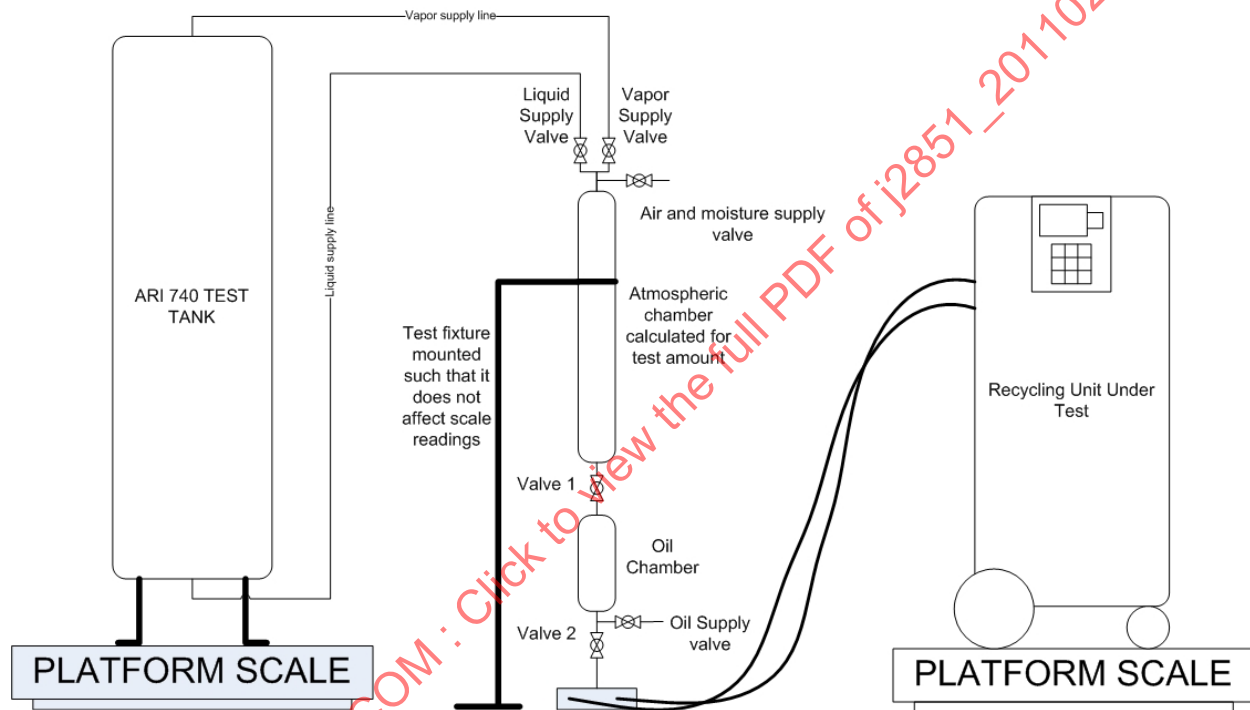 Vapor supply line
Liquid
Supply
Valve
Vapor
Supply
Valve
Air and moisture supply
valve
Liquid supply line
ARI 740 TEST
TANK
Test fixture
mounted
such that it
does not
affect scale
readings
Atmospheric
chamber
calculated for
test amount
Recycling Unit Under
Test
Valve 1
Oil
Chamber
Valve 2
Oil Supply
valve
PLATFORM SCALE
PLATFORM SCALE
COM : Click to view the full PDF of j2851_201102